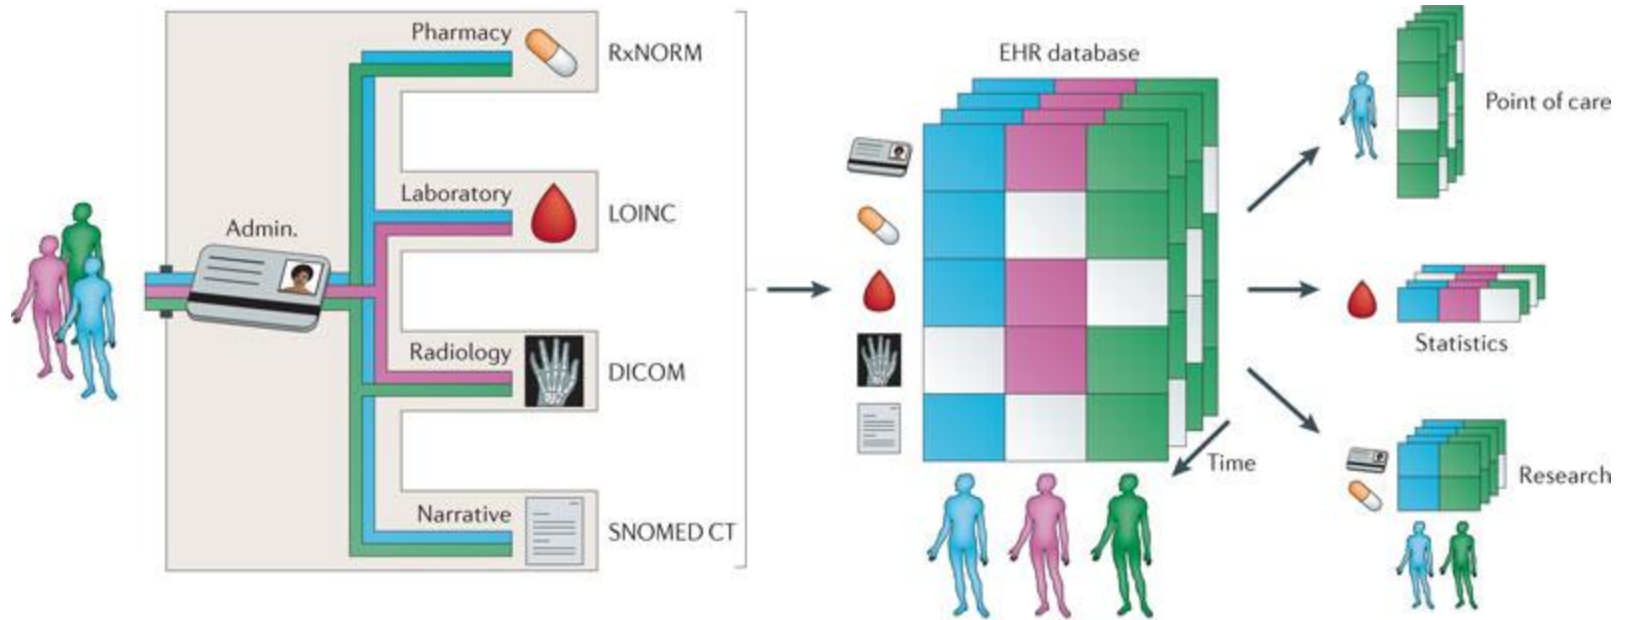 Pharmacy
RxNORM
Laboratory
LOINC
Admin.
Radiology
DICOM
Narrative
SNOMED CT
EHR database
Time
Point of care
Statistics
Research